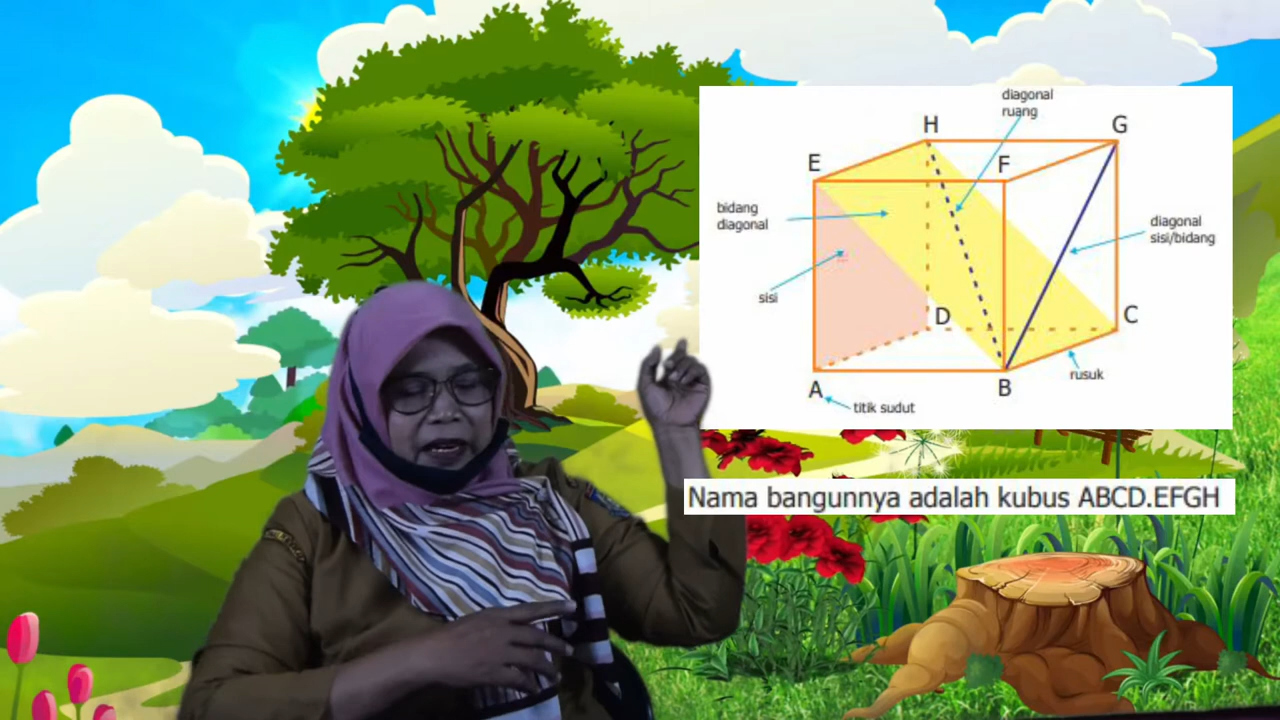 diagonal
ruang
H
G
E
F
bidang
diagonal
diagonal
sisi/bidang
sisi
D
C
A
B
rusuk
titik sudut
Nama bangunnya adalah kubus ABCD.EFGH